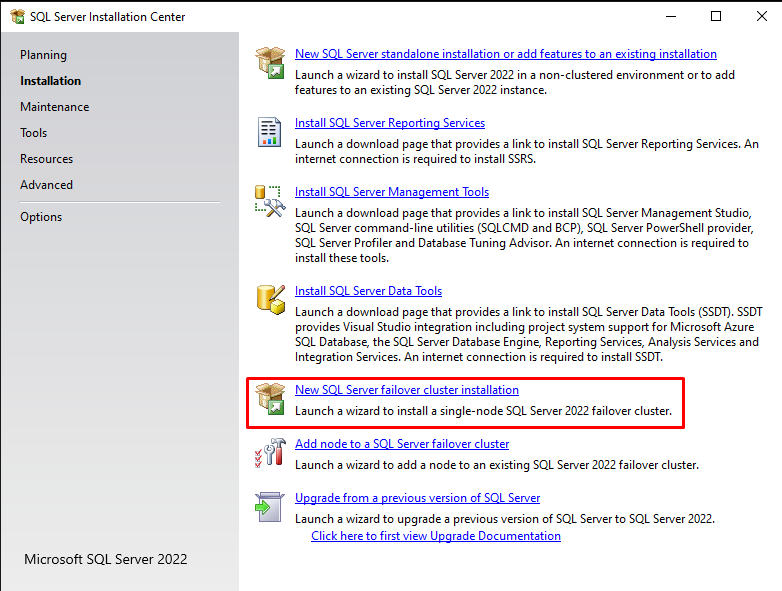 SQL Server Installation Center
Planning
Installation
Maintenance
Tools
Resources
Advanced
Options
Microsoft SQL Server 2022
New SQL Server standalone installation or add features to an existing installation
Launch a wizard to install SQL Server 2022 in a non-clustered environment or to add
features to an existing SQL Server 2022 instance.
Install SQL Server Reporting Services
Launch a download page that provides a link to install SQL Server Reporting Services. An
internet connection is required to install SSRS.
Install SQL Server Management Tools
Launch a download page that provides a link to install SQL Server Management Studio,
SQL Server command-line utilities (SQLCMD and BCP), SQL Server PowerShell provider,
SQL Server Profiler and Database Tuning Advisor. An internet connection is required to
install these tools.
Install SQL Server Data Tools
Launch a download page that provides a link to install SQL Server Data Tools (SSDT). SSDT
provides Visual Studio integration including project system support for Microsoft Azure
SQL Database, the SQL Server Database Engine, Reporting Services, Analysis Services and
Integration Services. An internet connection is required to install SSDT.
New SQL Server failover cluster installation
Launch a wizard to install a single-node SQL Server 2022 failover cluster.
Add node to a SQL Server failover cluster
Launch a wizard to add a node to an existing SQL Server 2022 failover cluster.
Upgrade from a previous version of SQL Server
Launch a wizard to upgrade a previous version of SQL Server to SQL Server 2022.
Click here to first view Upgrade Documentation